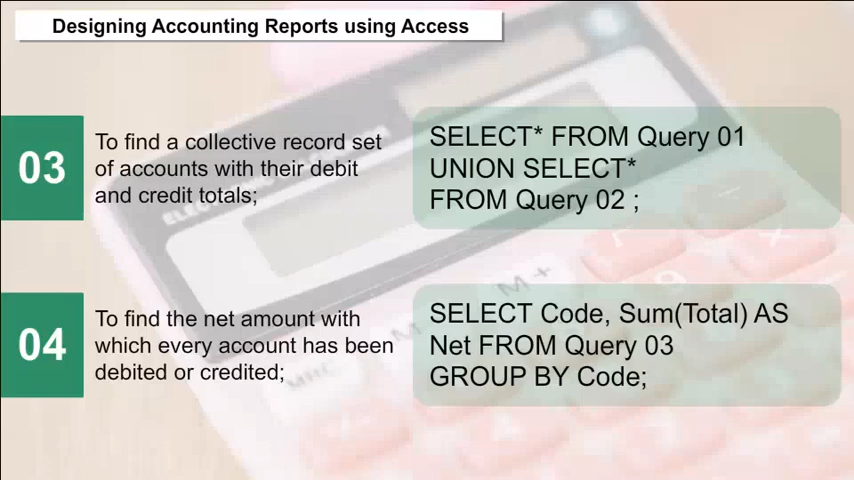 Designing Accounting Reports using Access
03
To find a collective record set
of accounts with their debit
and credit totals;
SELECT* FROM Query 01
UNION SELECT*
FROM Query 02 ;
04
To find the net amount with
which every account has been
debited or credited;
SELECT Code, Sum(Total) AS
Net FROM Query 03
GROUP BY Code;
M+